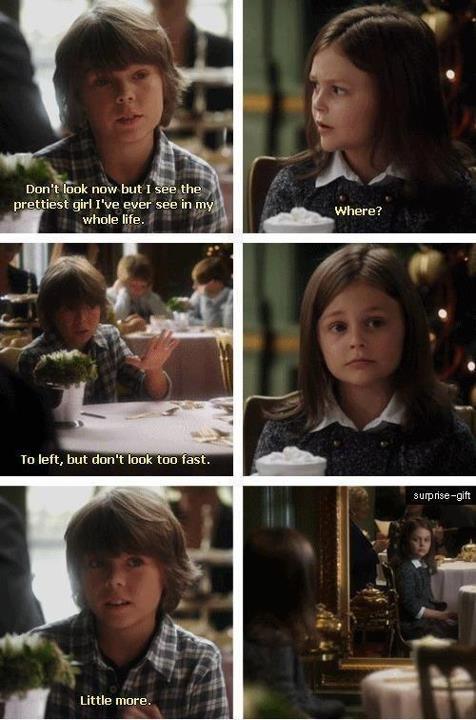 Don't look now but I see the
prettiest girl I've ever see in my
whole life.
Where?
To left, but don't look too fast.
surprise-gift
Little more.